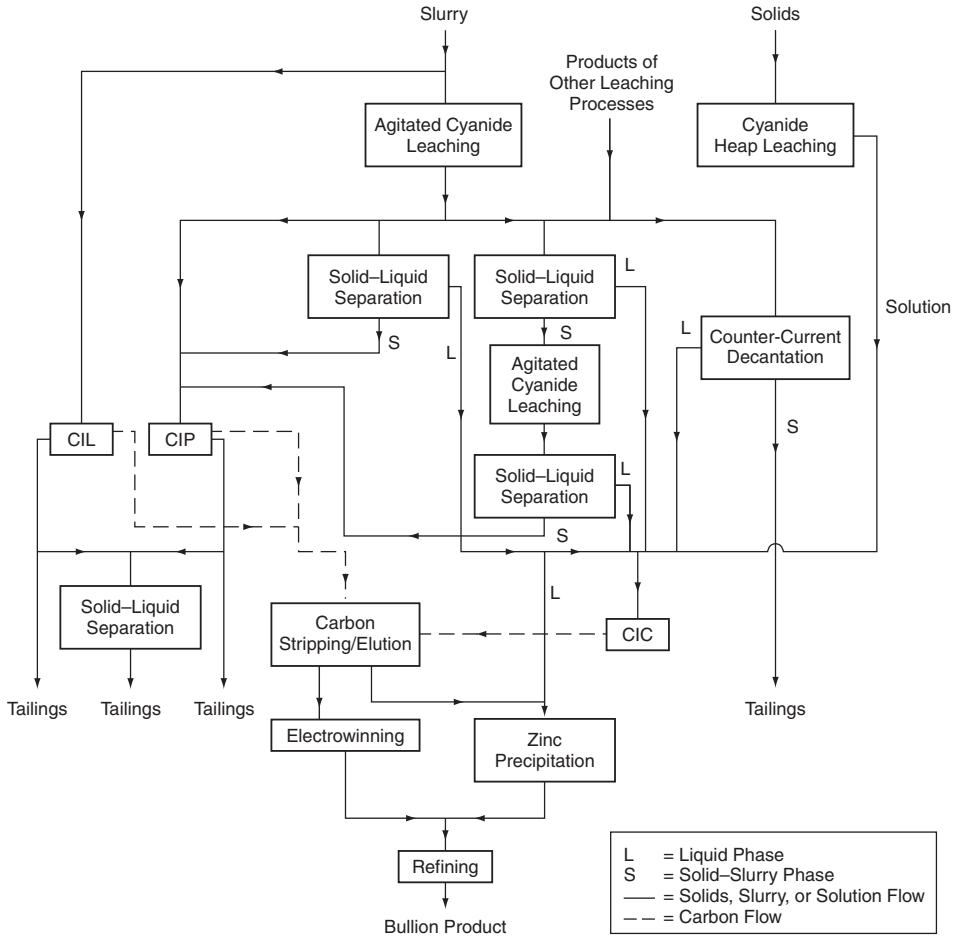 Slurry
Solids
Products of
Other Leaching
Processes
Agitated Cyanide
Leaching
Cyanide
Heap Leaching
Solid–Liquid
Separation
Solid–Liquid
Separation
L
Solution
S
L
S
L
Counter-Current
Decantation
Agitated
Cyanide
Leaching
CIL
CIP
S
Solid–Liquid
Separation
L
S
Solid–Liquid
Separation
L
Carbon
Stripping/Elution
CIC
Tailings
Tailings
Tailings
Tailings
Electrowinning
Zinc
Precipitation
Refining
Bullion Product
L = Liquid Phase
S = Solid–Slurry Phase
= Solids, Slurry, or Solution Flow
= Carbon Flow